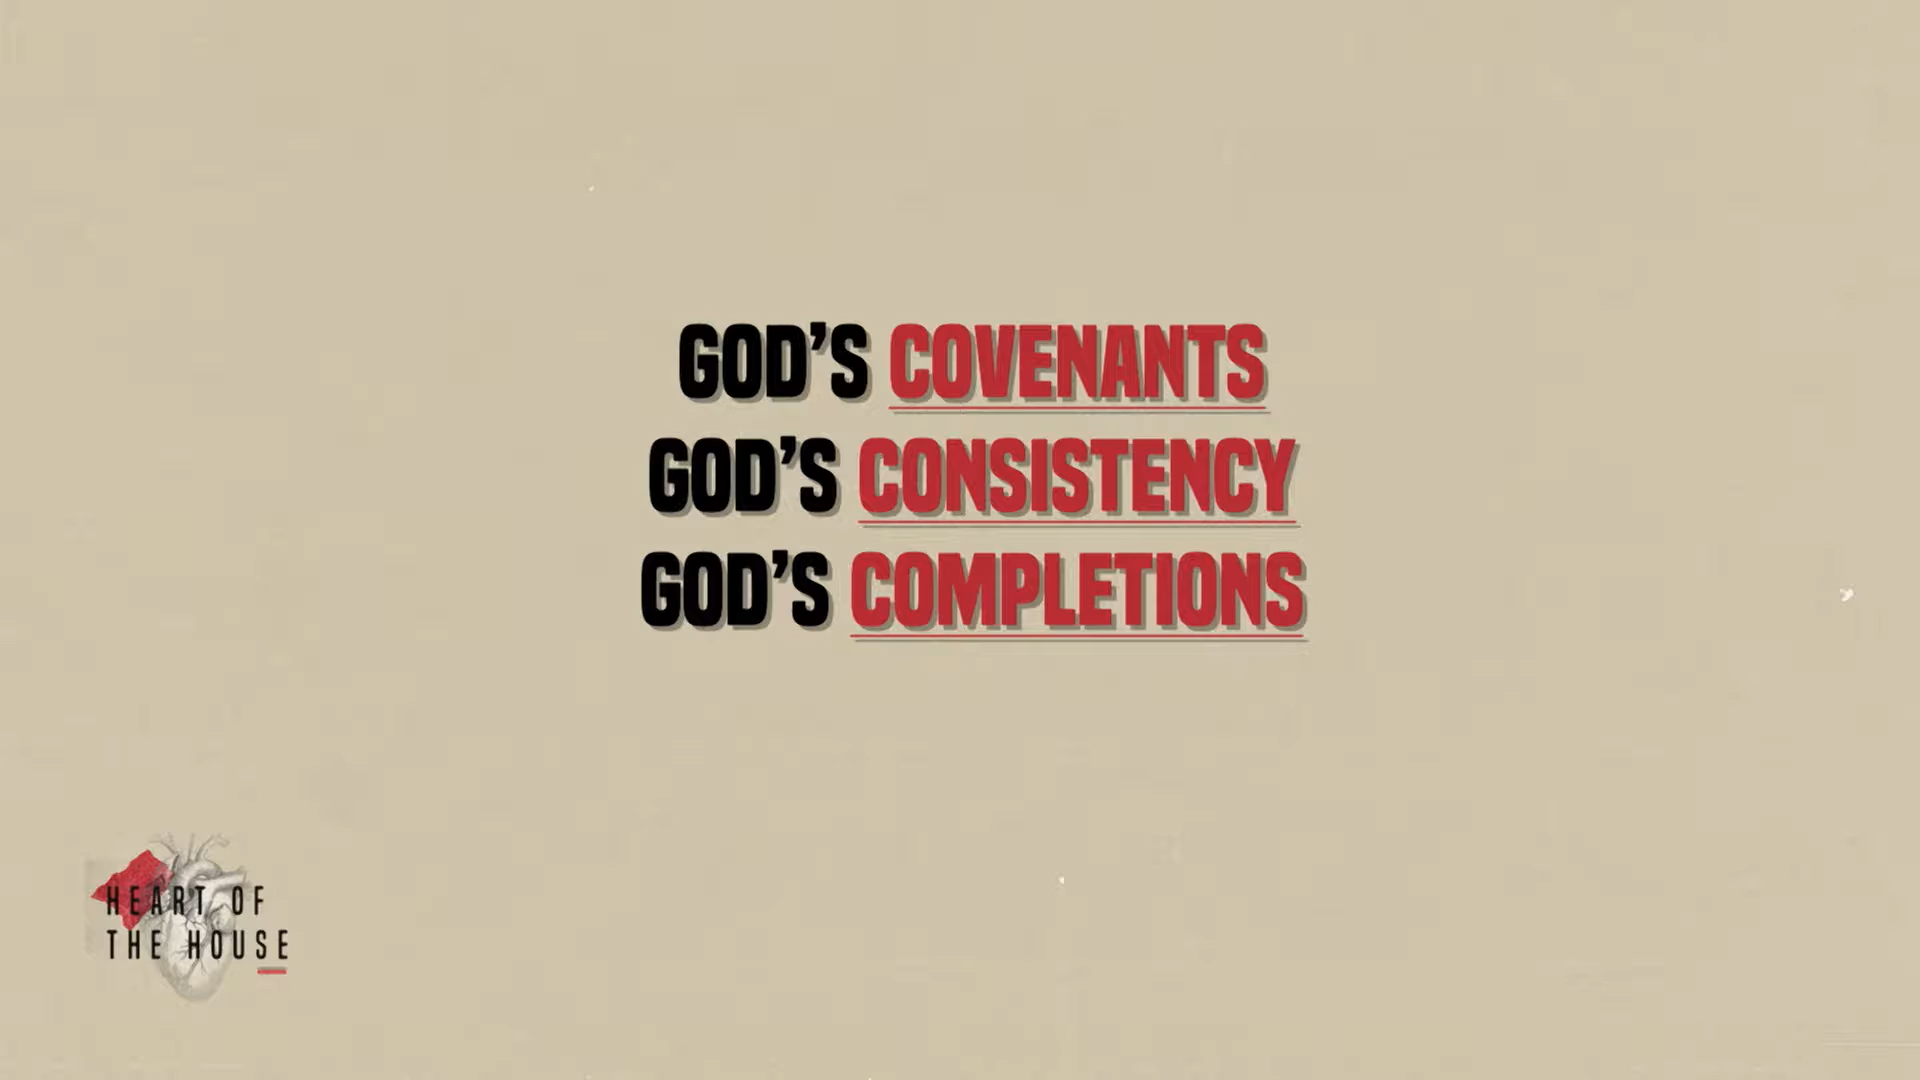 GOD’S COVENANTS
GOD’S CONSISTENCY
GOD’S COMPLETIONS
HEART OF
THE HOUSE